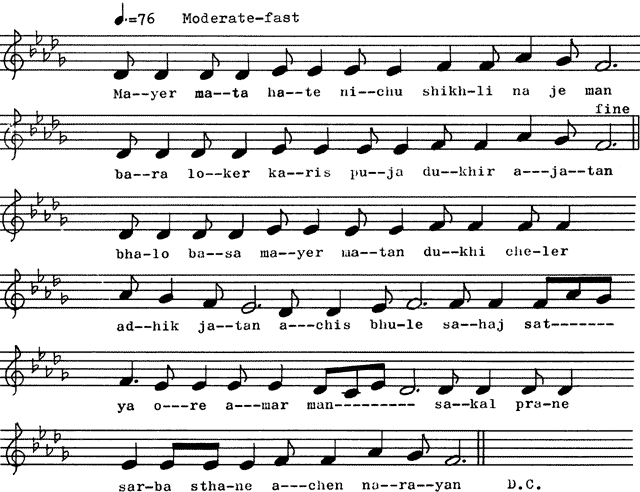 ♩.=76 Moderate-fast
Ma--yer ma--ta ha--te ni--chu shikh-li na je man
fine
ba--ra lo--ker ka--ris pu--ja du--khir a---ja--tan
bha-lo ba--sa ma--yer ma--tan du--khi che-ler
ad--hik ja--tan a---chis bhu-le sa--haj sat-------
ya o---re a--mar man---------- sa--kal pra-ne
sar-ba stha-ne a---chen na--ra--yan D.C.